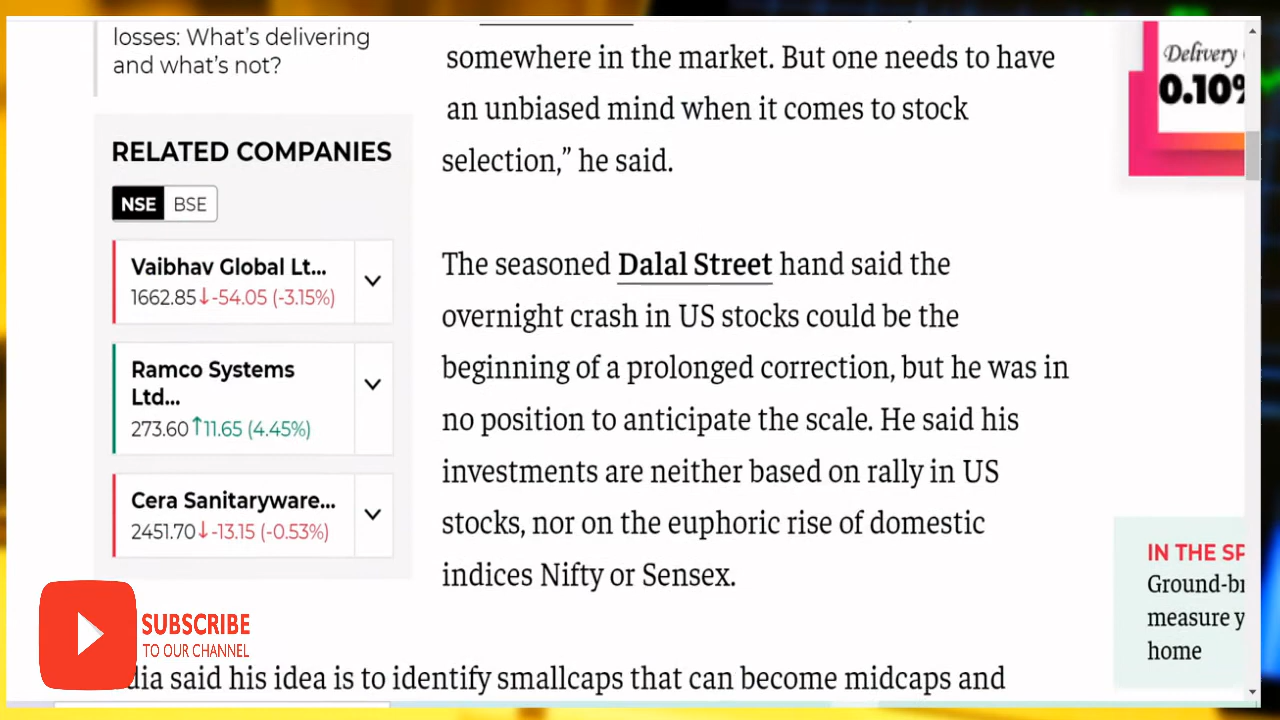 losses: What's delivering
and what's not?
RELATED COMPANIES
NSE BSE
Vaibhav Global Lt...
1662.85↓-54.05 (-3.15%)
Ramco Systems
Ltd...
273.60↑11.65 (4.45%)
Cera Sanitaryware...
2451.70↓-13.15 (-0.53%)
SUBSCRIBE
TO OUR CHANNEL
somewhere in the market. But one needs to have
an unbiased mind when it comes to stock
selection,” he said.
The seasoned Dalal Street hand said the
overnight crash in US stocks could be the
beginning of a prolonged correction, but he was in
no position to anticipate the scale. He said his
investments are neither based on rally in US
stocks, nor on the euphoric rise of domestic
indices Nifty or Sensex.
dia said his idea is to identify smallcaps that can become midcaps and
Delivery
0.10%
IN THE SP
Ground-br
measure y
home